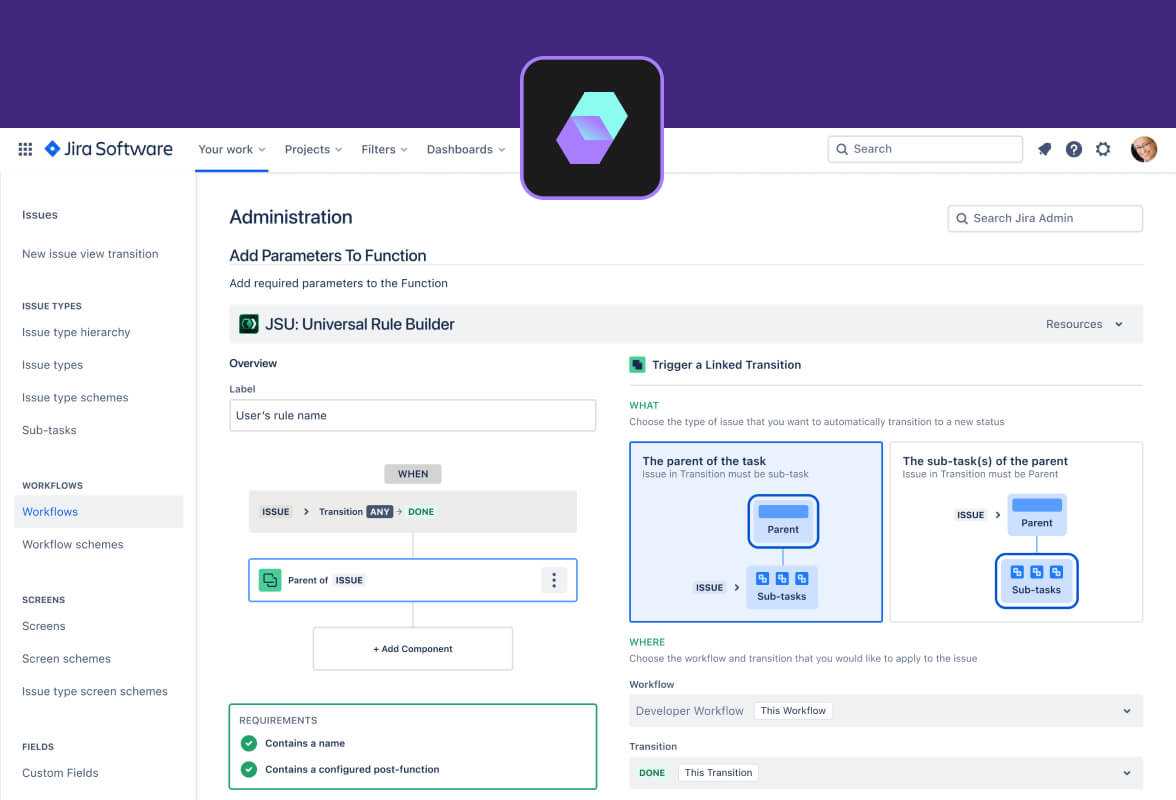 Jira Software
Your work
Projects
Filters
Dashboards
Search
Issues
New issue view transition
ISSUE TYPES
Issue type hierarchy
Issue types
Issue type schemes
Sub-tasks
WORKFLOWS
Workflows
Workflow schemes
SCREENS
Screens
Screen schemes
Issue type screen schemes
FIELDS
Custom Fields
Administration
Search Jira Admin
Add Parameters To Function
Add required parameters to the Function
JSU: Universal Rule Builder
Resources
Overview
Label
User's rule name
WHEN
ISSUE > Transition ANY → DONE
Parent of ISSUE
+ Add Component
REQUIREMENTS
Contains a name
Contains a configured post-function
Trigger a Linked Transition
WHAT
Choose the type of issue that you want to automatically transition to a new status
The parent of the task
Issue in Transition must be sub-task
Parent
ISSUE >
Sub-tasks
The sub-task(s) of the parent
Issue in Transition must be Parent
ISSUE >
Parent
Sub-tasks
WHERE
Choose the workflow and transition that you would like to apply to the issue
Workflow
Developer Workflow This Workflow
Transition
DONE This Transition